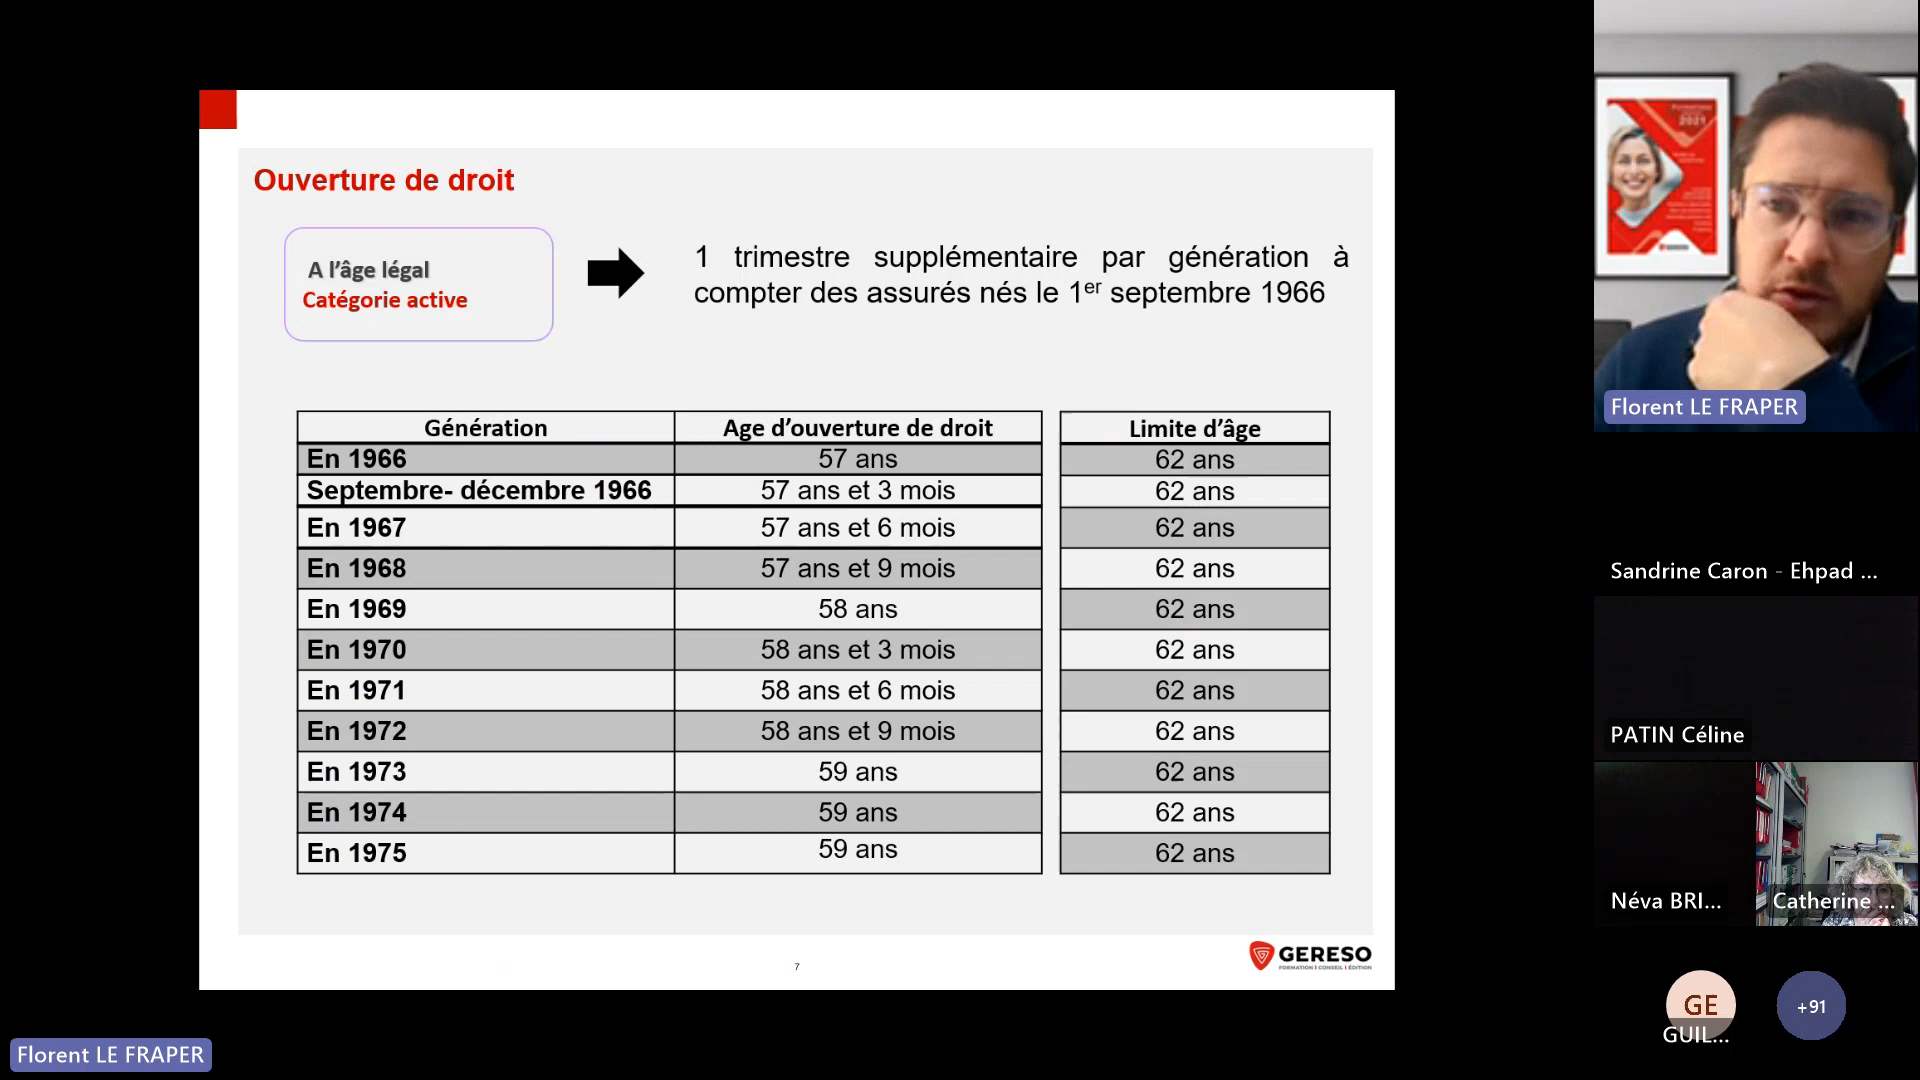 Ouverture de droit
A l’âge légal
Catégorie active
1 trimestre supplémentaire par génération à
compter des assurés nés le 1er septembre 1966
Génération Age d’ouverture de droit Limite d’âge
En 1966 57 ans 62 ans
Septembre- décembre 1966 57 ans et 3 mois 62 ans
En 1967 57 ans et 6 mois 62 ans
En 1968 57 ans et 9 mois 62 ans
En 1969 58 ans 62 ans
En 1970 58 ans et 3 mois 62 ans
En 1971 58 ans et 6 mois 62 ans
En 1972 58 ans et 9 mois 62 ans
En 1973 59 ans 62 ans
En 1974 59 ans 62 ans
En 1975 59 ans 62 ans
7
GERESO
FORMATION | CONSEIL | ÉDITION
Florent LE FRAPER
2021
Florent LE FRAPER
Sandrine Caron - Ehpad ...
PATIN Céline
Néva BRI...
Catherine ...
GE
GUIL...
+91